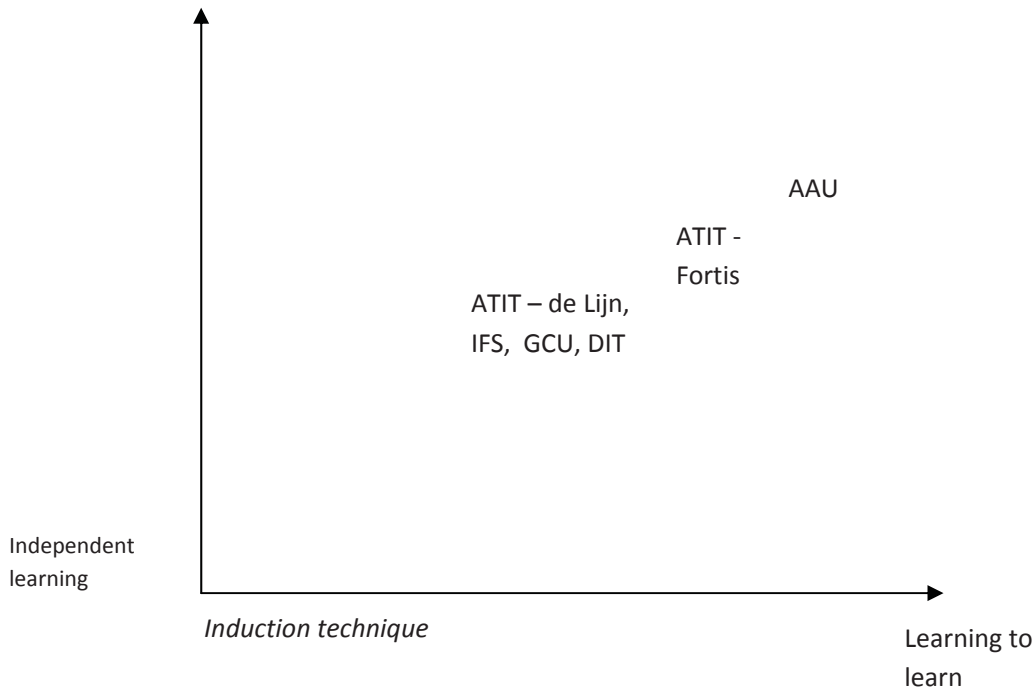 AAU
ATIT -
Fortis
ATIT – de Lijn,
IFS, GCU, DIT
Independent
learning
Induction technique
Learning to
learn